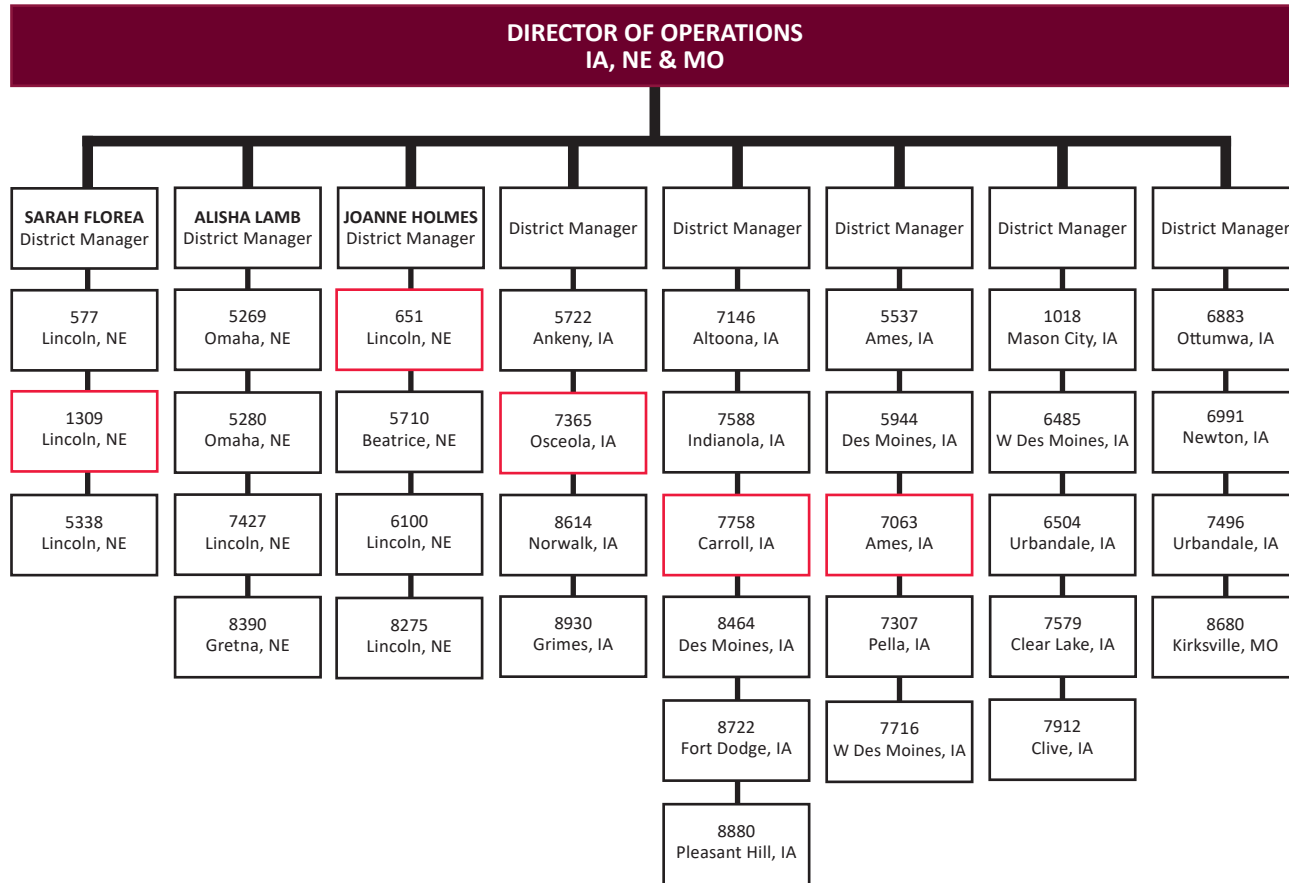 DIRECTOR OF OPERATIONS
IA, NE & MO
SARAH FLOREA
District Manager
577
Lincoln, NE
1309
Lincoln, NE
5338
Lincoln, NE
ALISHA LAMB
District Manager
5269
Omaha, NE
5280
Omaha, NE
7427
Lincoln, NE
8390
Gretna, NE
JOANNE HOLMES
District Manager
651
Lincoln, NE
5710
Beatrice, NE
6100
Lincoln, NE
8275
Lincoln, NE
District Manager
5722
Ankeny, IA
7365
Osceola, IA
8614
Norwalk, IA
8930
Grimes, IA
District Manager
7146
Altoona, IA
7588
Indianola, IA
7758
Carroll, IA
8464
Des Moines, IA
8722
Fort Dodge, IA
8880
Pleasant Hill, IA
District Manager
5537
Ames, IA
5944
Des Moines, IA
7063
Ames, IA
7307
Pella, IA
7716
W Des Moines, IA
District Manager
1018
Mason City, IA
6485
W Des Moines, IA
6504
Urbandale, IA
7579
Clear Lake, IA
7912
Clive, IA
District Manager
6883
Ottumwa, IA
6991
Newton, IA
7496
Urbandale, IA
8680
Kirksville, MO